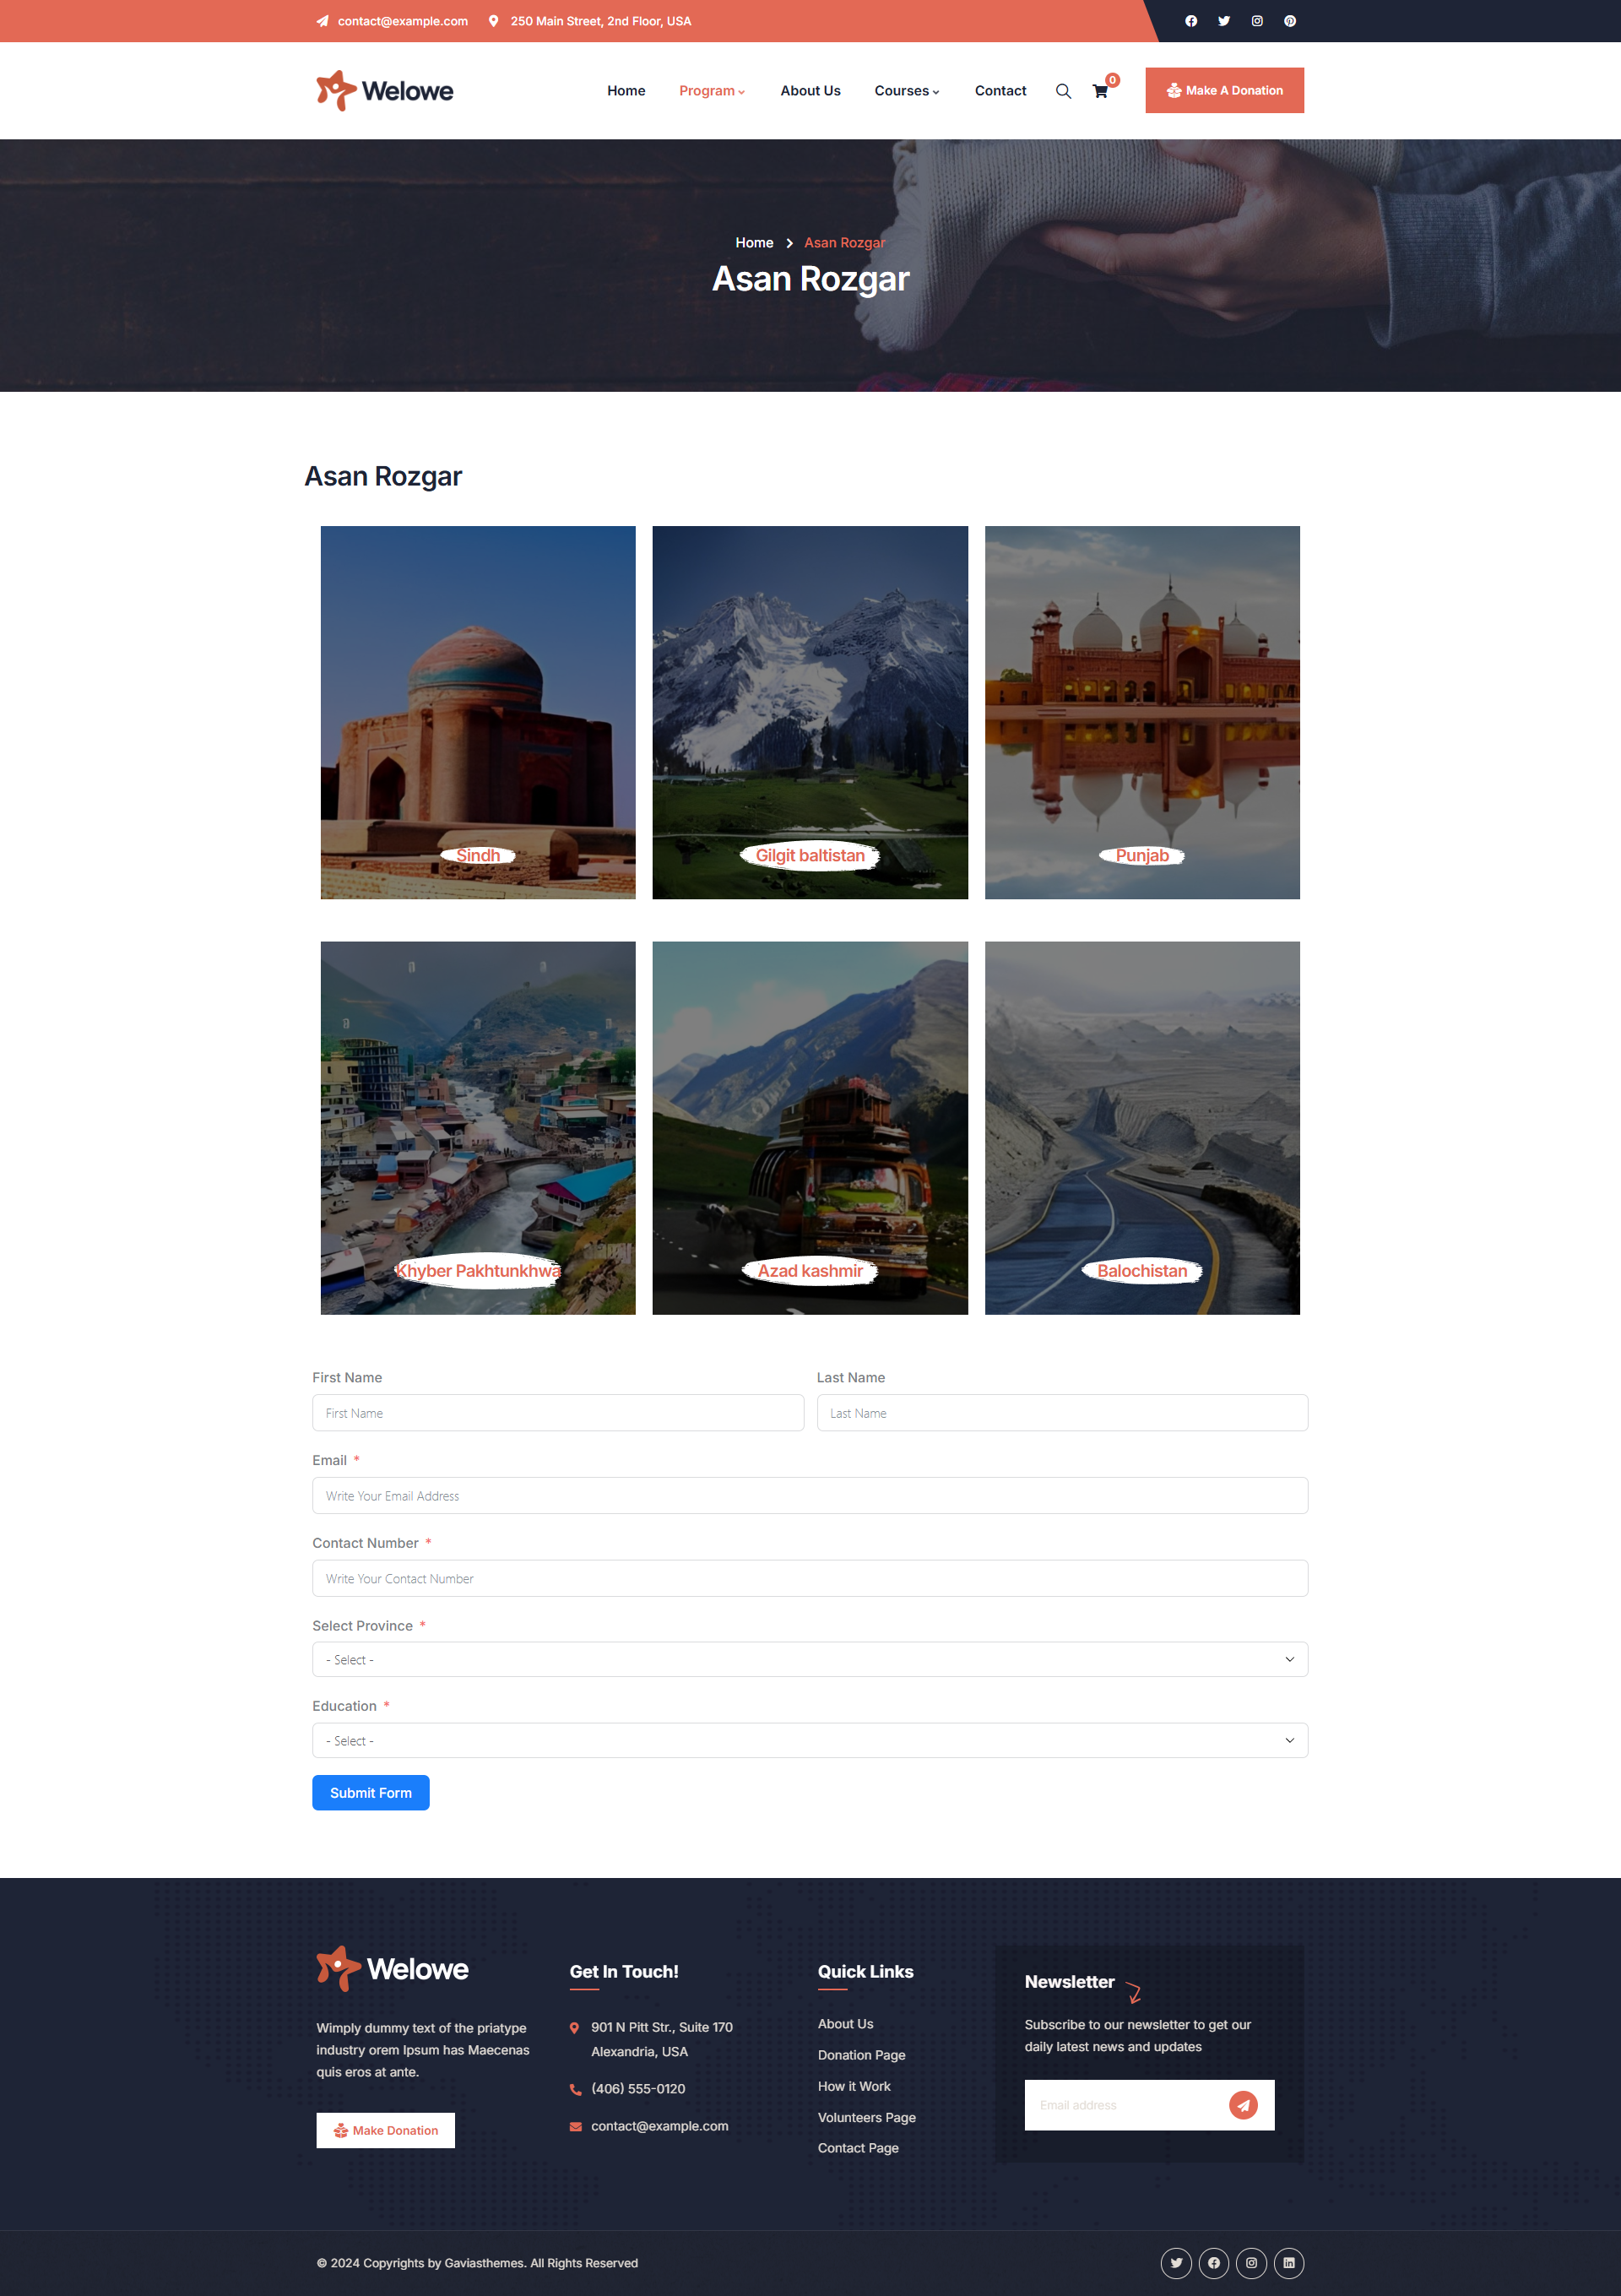 contact@example.com 250 Main Street, 2nd Floor, USA
Welowe Home Program About Us Courses Contact 0 Make A Donation
Home Asan Rozgar
Asan Rozgar
Asan Rozgar
Sindh Gilgit baltistan Punjab
Khyber Pakhtunkhwa Azad kashmir Balochistan
First Name Last Name
First Name Last Name
Email *
Write Your Email Address
Contact Number *
Write Your Contact Number
Select Province *
- Select -
Education *
- Select -
Submit Form
Welowe
Wimply dummy text of the priatype
industry orem Ipsum has Maecenas
quis eros at ante.
Make Donation
Get In Touch!
901 N Pitt Str., Suite 170
Alexandria, USA
(406) 555-0120
contact@example.com
Quick Links
About Us
Donation Page
How it Work
Volunteers Page
Contact Page
Newsletter
Subscribe to our newsletter to get our
daily latest news and updates
Email address
© 2024 Copyrights by Gaviasthemes. All Rights Reserved